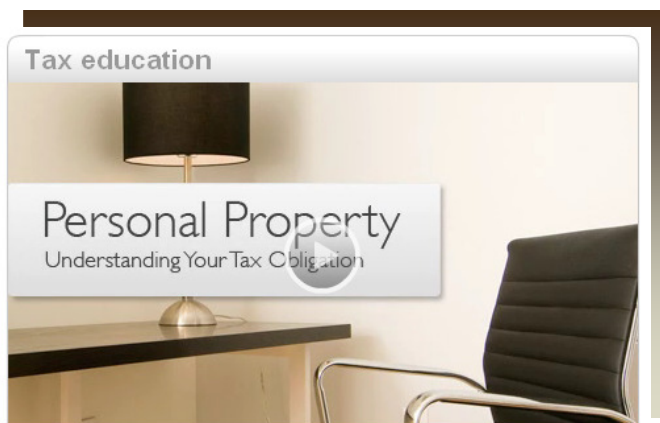 Tax education
Personal Property
Understanding Your Tax Obligation